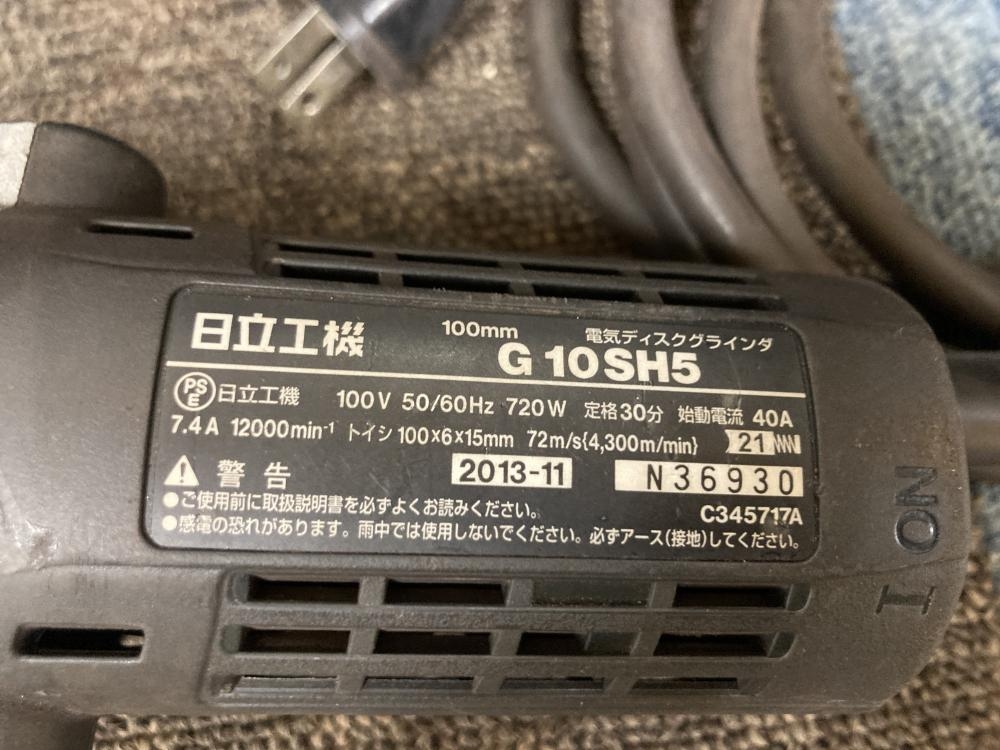 日立工機 100mm 電気ディスクグラインダ
G10SH5
PSE 日立工機 100V 50/60Hz 720W 定格30分 始動電流 40A
7.4A 12000min⁻¹ トイシ 100×6×15mm 72m/s{4,300m/min} 21
警告 2013-11 N36930
●ご使用前に取扱説明書を必ずよくお読みください。 C345717A
●感電の恐れがあります。雨中では使用しないでください。必ずアース(接地)してください。
I ON